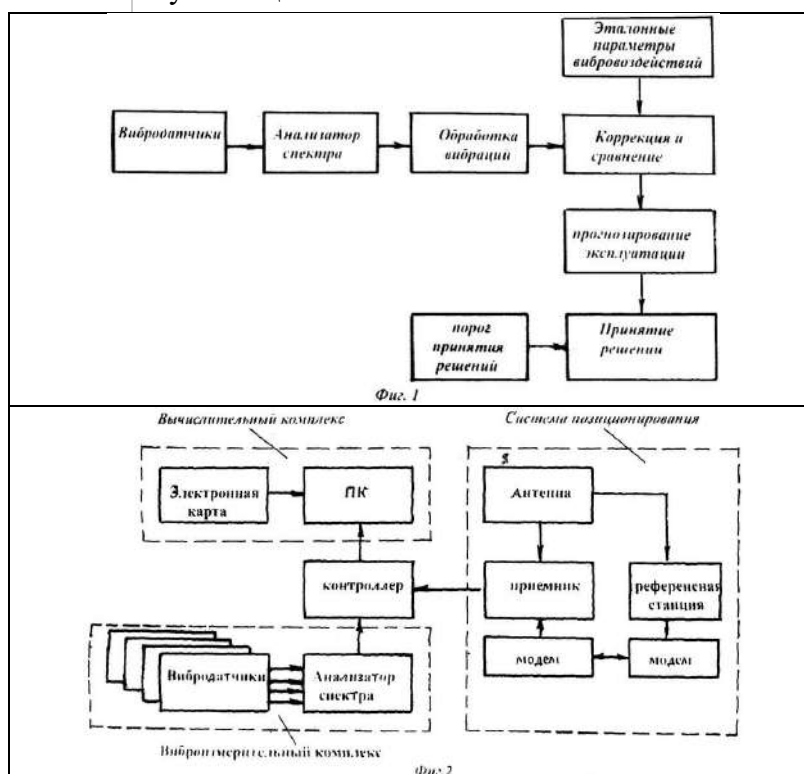 Эталонные
параметры
вибровоздействий
Вибродатчики
Анализатор
спектра
Обработка
вибраций
Коррекция и
сравнение
прогнозирование
эксплуатации
порог
принятия
решений
Принятие
решений
Фиг. 1
Вычислительный комплекс
Система позиционирования
Электронная
карта
ПК
Антенна
контроллер
приемник
референсная
станция
модем
модем
Вибродатчики
Анализатор
спектра
Виброизмерительный комплекс
Фиг.2